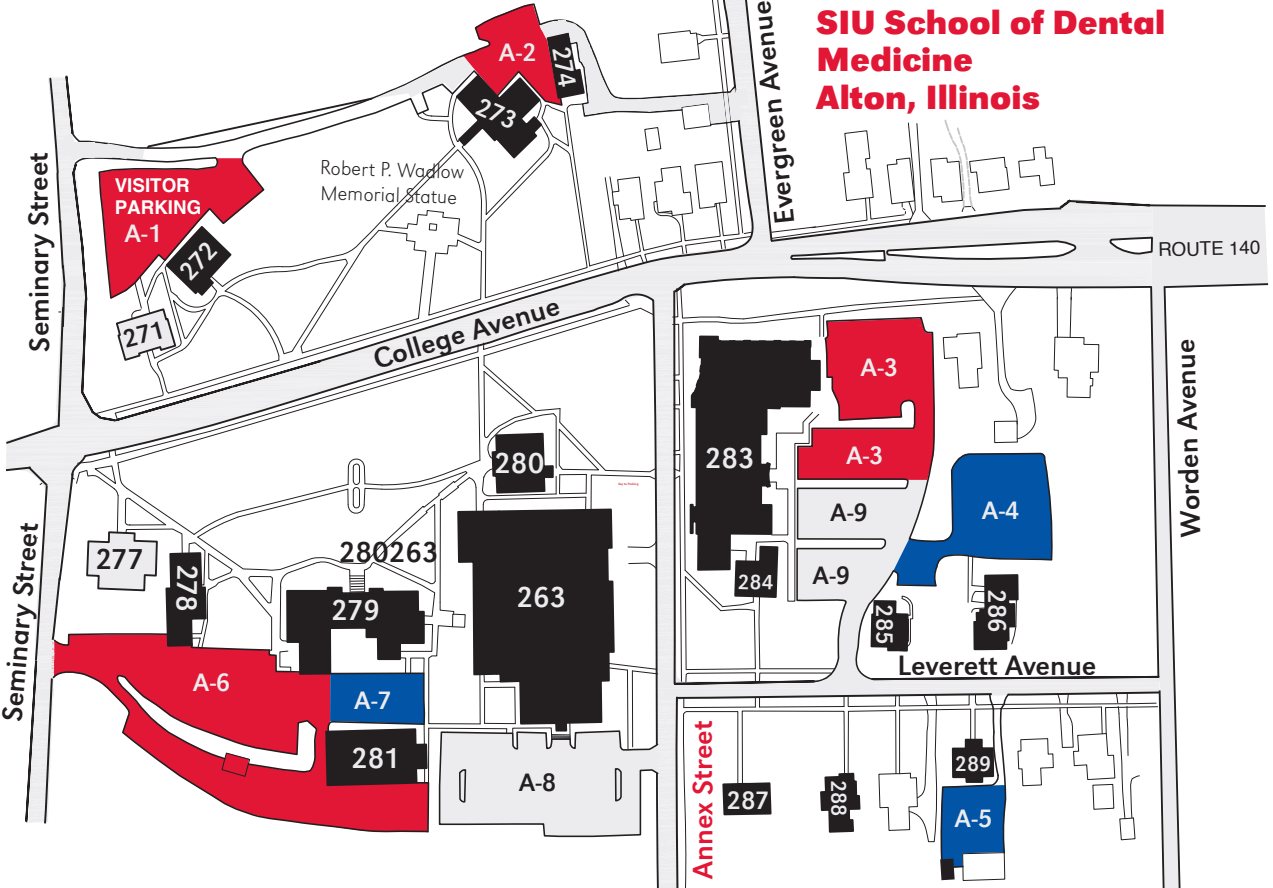 SIU School of Dental
Medicine
Alton, Illinois
A-2
274
273
Evergreen Avenue
Seminary Street
VISITOR
PARKING
A-1
Robert P. Wadlow
Memorial Statue
272
271
ROUTE 140
College Avenue
A-3
283
A-3
A-9
A-9
A-4
Worden Avenue
280
277
278
280263
279
263
284
285
286
Leverett Avenue
Seminary Street
A-6
A-7
281
A-8
Annex Street
287
288
289
A-5